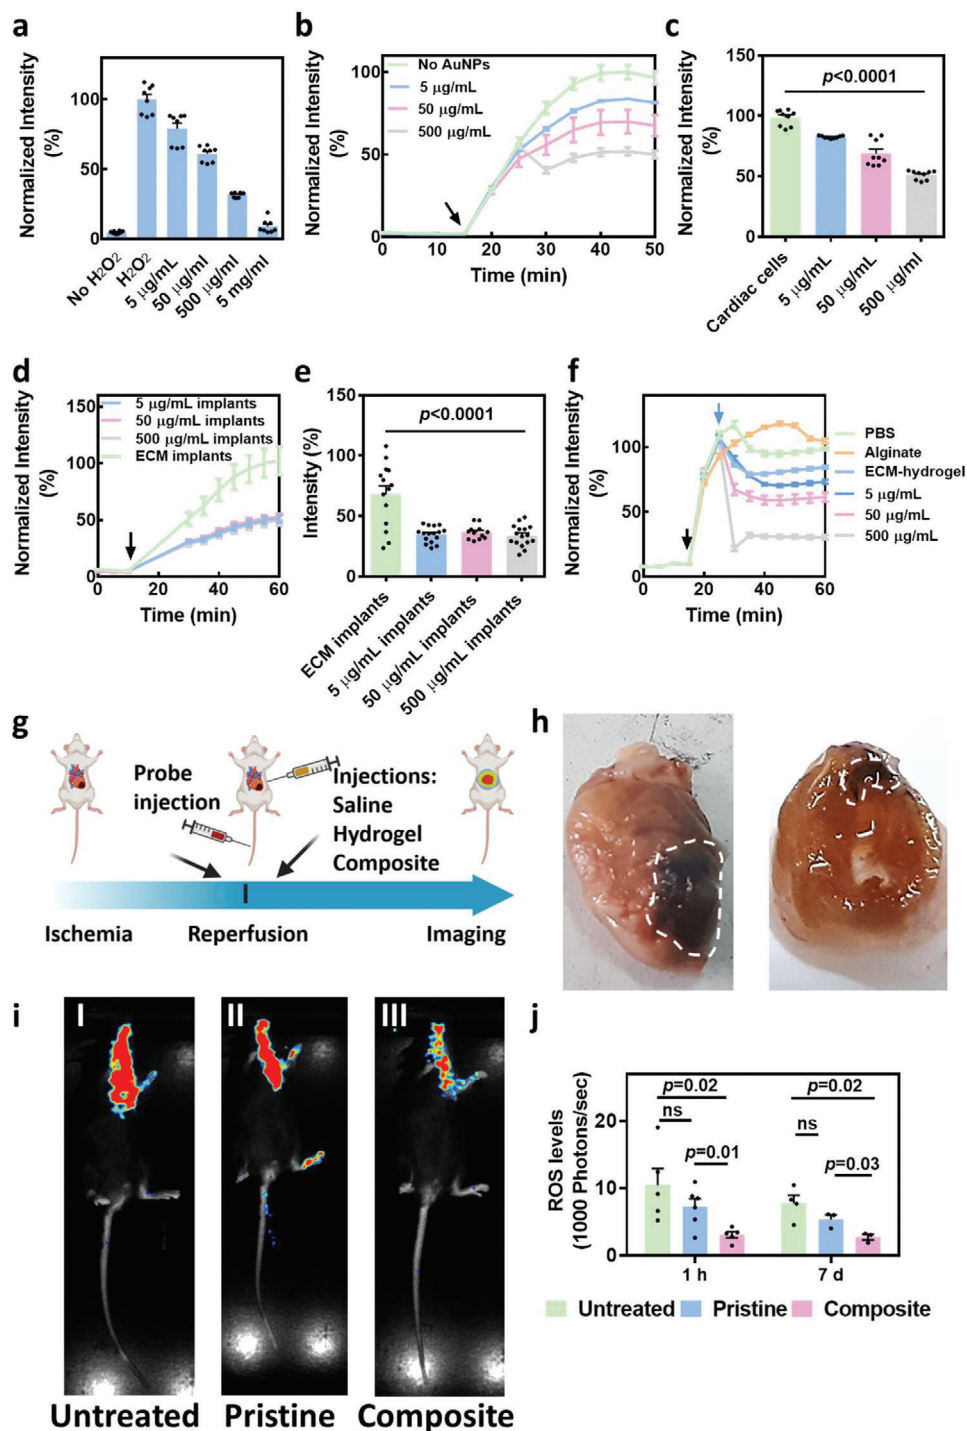 a
Normalized Intensity
(%)
100
50
0
No H2O2
H2O2
5 μg/mL
50 μg/ml
500 μg/ml
5 mg/ml
b
Normalized Intensity
(%)
100
50
0
0
10
20
30
40
50
Time (min)
No AuNPs
5 μg/mL
50 μg/mL
500 μg/mL
c
Normalized Intensity
(%)
150
100
50
0
p<0.0001
Cardiac cells
5 μg/mL
50 μg/mL
500 μg/ml
d
Normalized Intensity
(%)
150
100
50
0
0
20
40
60
Time (min)
5 μg/mL implants
50 μg/mL implants
500 μg/mL implants
ECM implants
e
Intensity (%)
150
100
50
0
p<0.0001
ECM implants
5 μg/mL implants
50 μg/mL implants
500 μg/mL implants
f
Normalized Intensity
(%)
100
50
0
0
20
40
60
Time (min)
PBS
Alginate
ECM-hydrogel
5 μg/mL
50 μg/mL
500 μg/mL
g
Probe
injection
Injections:
Saline
Hydrogel
Composite
Ischemia
Reperfusion
Imaging
h
i
I
II
III
Untreated
Pristine
Composite
j
ROS levels
(1000 Photons/sec)
20
10
0
p=0.02
ns
p=0.01
p=0.02
ns
p=0.03
1 h
7 d
Untreated
Pristine
Composite